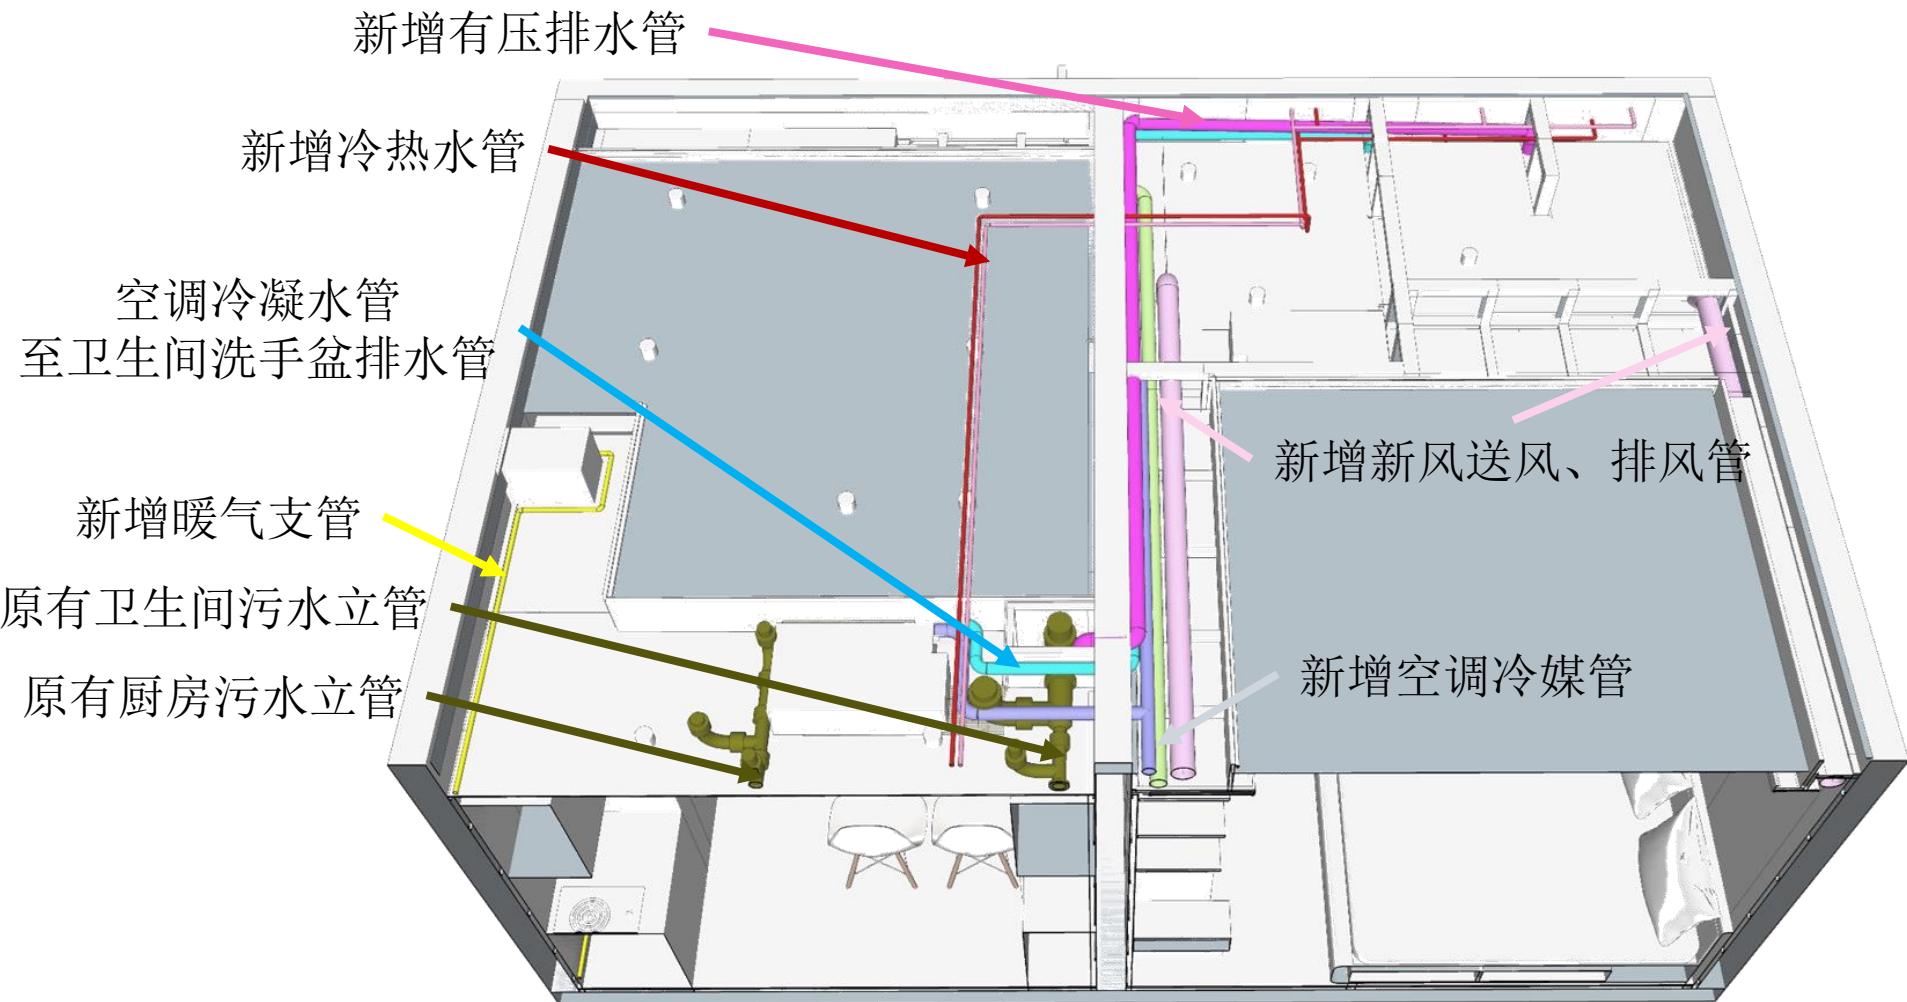 新增有压排水管
新增冷热水管
空调冷凝水管
至卫生间洗手盆排水管
新增新风送风、排风管
新增暖气支管
原有卫生间污水立管
新增空调冷媒管
原有厨房污水立管